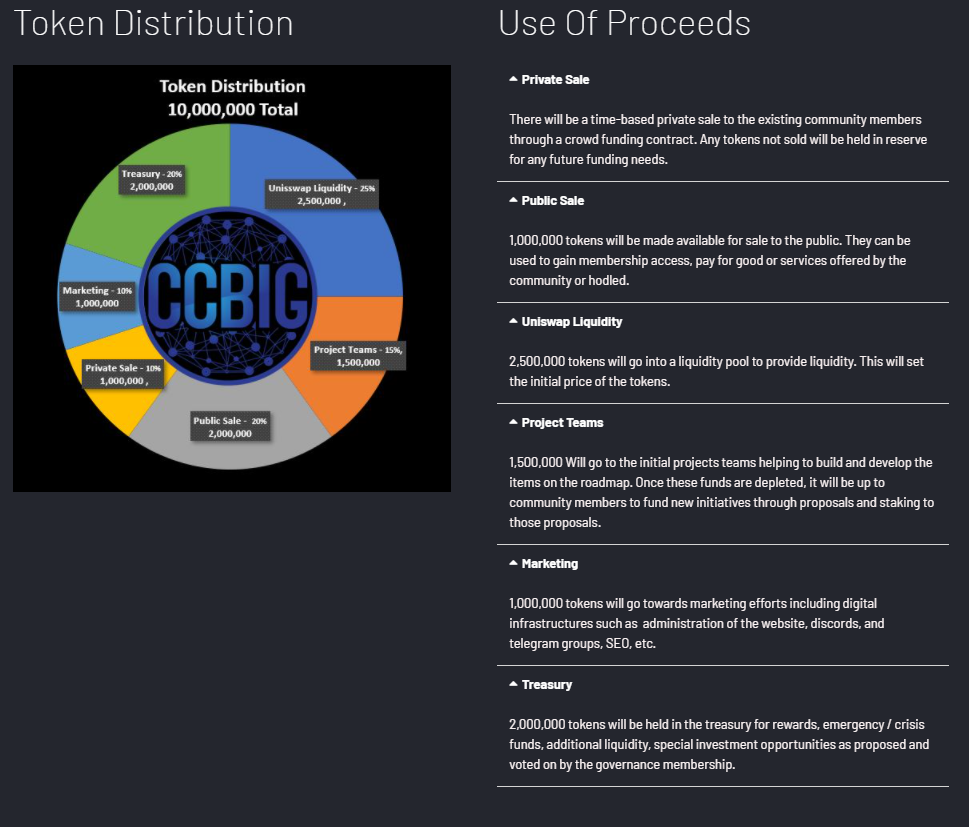 Token Distribution
Token Distribution
10,000,000 Total
Treasury - 20%
2,000,000
Unisswap Liquidity - 25%
2,500,000 ,
Marketing - 10%
1,000,000
CCBIG
Project Teams - 15%,
1,500,000
Private Sale - 10%
1,000,000 ,
Public Sale - 20%
2,000,000
Use Of Proceeds
Private Sale
There will be a time-based private sale to the existing community members
through a crowd funding contract. Any tokens not sold will be held in reserve
for any future funding needs.
Public Sale
1,000,000 tokens will be made available for sale to the public. They can be
used to gain membership access, pay for good or services offered by the
community or hodled.
Uniswap Liquidity
2,500,000 tokens will go into a liquidity pool to provide liquidity. This will set
the initial price of the tokens.
Project Teams
1,500,000 Will go to the initial projects teams helping to build and develop the
items on the roadmap. Once these funds are depleted, it will be up to
community members to fund new initiatives through proposals and staking to
those proposals.
Marketing
1,000,000 tokens will go towards marketing efforts including digital
infrastructures such as administration of the website, discords, and
telegram groups, SEO, etc.
Treasury
2,000,000 tokens will be held in the treasury for rewards, emergency / crisis
funds, additional liquidity, special investment opportunities as proposed and
voted on by the governance membership.